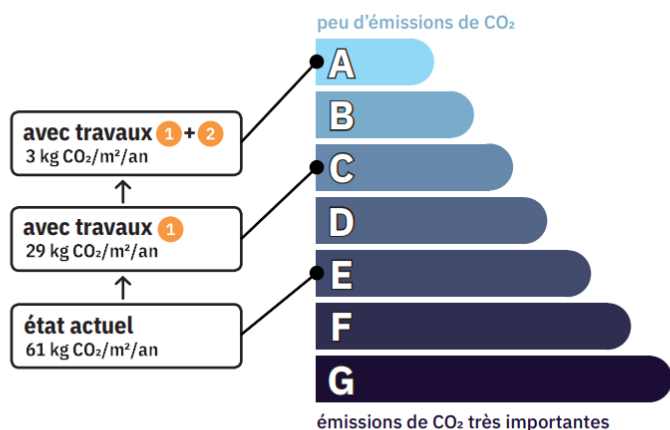 peu d'émissions de CO₂
A
B
C
D
E
F
G
émissions de CO₂ très importantes
avec travaux 1 + 2
3 kg CO₂/m²/an
avec travaux 1
29 kg CO₂/m²/an
état actuel
61 kg CO₂/m²/an